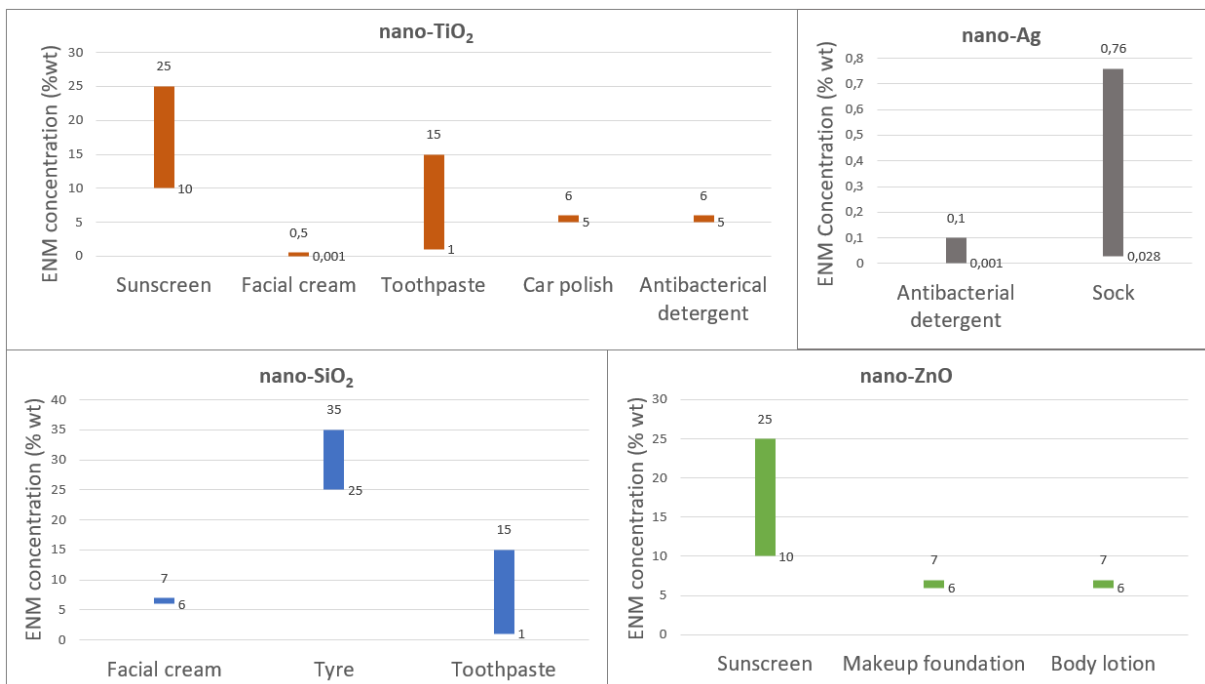 nano-TiO₂
ENM concentration (%wt)
30
25
20
15
10
5
0
25
10
0,5
0,001
15
1
6
5
6
5
Sunscreen
Facial cream
Toothpaste
Car polish
Antibacterical
detergent
nano-Ag
ENM Concentration (% wt)
0,8
0,7
0,6
0,5
0,4
0,3
0,2
0,1
0
0,1
0,001
0,76
0,028
Antibacterial
detergent
Sock
nano-SiO₂
ENM concentration (% wt)
40
35
30
25
20
15
10
5
0
7
6
35
25
15
1
Facial cream
Tyre
Toothpaste
nano-ZnO
ENM concentration (% wt)
30
25
20
15
10
5
0
25
10
7
6
7
6
Sunscreen
Makeup foundation
Body lotion